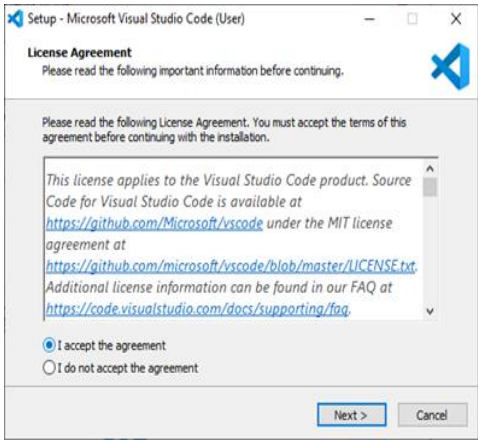 Setup - Microsoft Visual Studio Code (User)
License Agreement
Please read the following important information before continuing.
Please read the following License Agreement. You must accept the terms of this
agreement before continuing with the installation.
This license applies to the Visual Studio Code product. Source
Code for Visual Studio Code is available at
https://github.com/Microsoft/vscode under the MIT license
agreement at
https://github.com/microsoft/vscode/blob/master/LICENSE.txt.
Additional license information can be found in our FAQ at
https://code.visualstudio.com/docs/supporting/faq.
I accept the agreement
I do not accept the agreement
Next >
Cancel